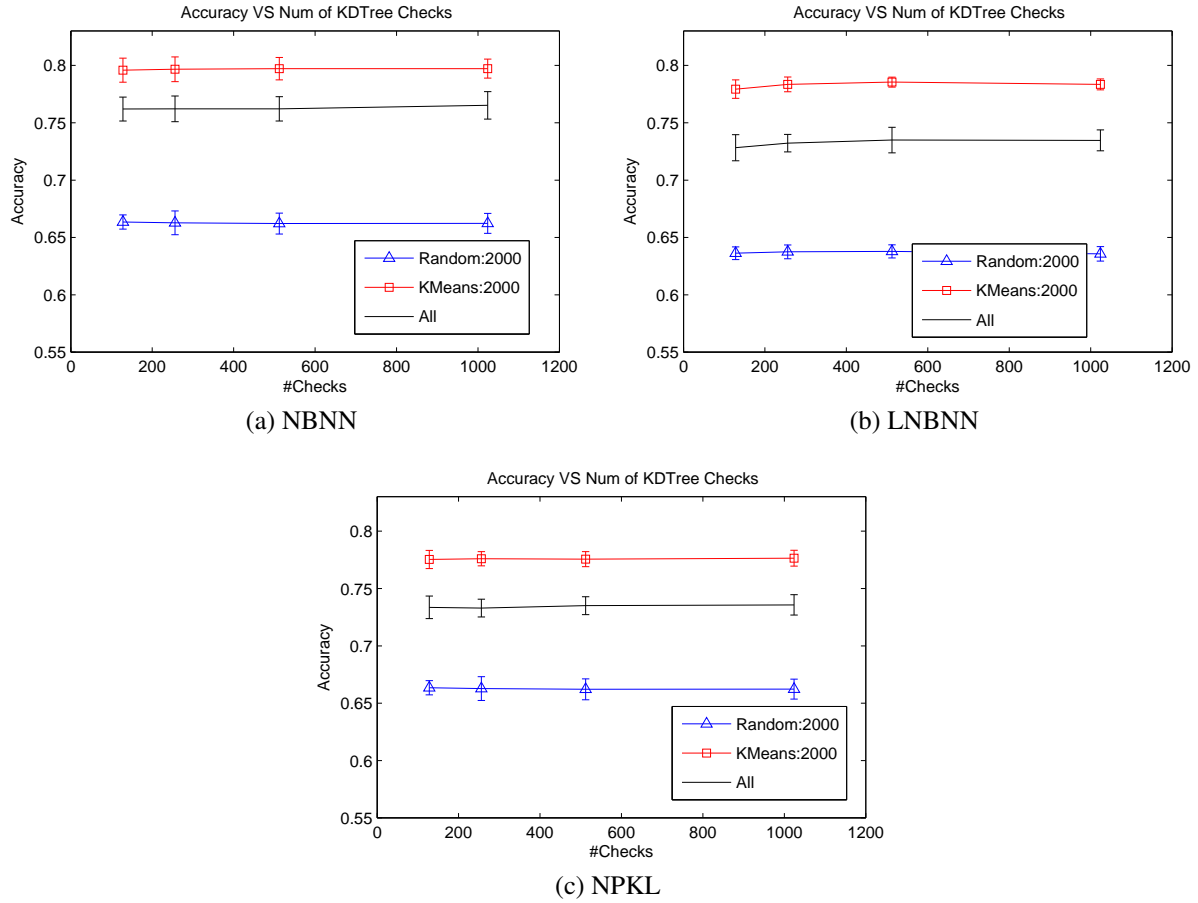 Accuracy VS Num of KDTree Checks
0.8
0.75
0.7
0.65
0.6
0.55
Accuracy
Random:2000
KMeans:2000
All
0 200 400 600 800 1000 1200
#Checks
(a) NBNN
Accuracy VS Num of KDTree Checks
0.8
0.75
0.7
0.65
0.6
0.55
Accuracy
Random:2000
KMeans:2000
All
0 200 400 600 800 1000 1200
#Checks
(b) LNBNN
Accuracy VS Num of KDTree Checks
0.8
0.75
0.7
0.65
0.6
0.55
Accuracy
Random:2000
KMeans:2000
All
0 200 400 600 800 1000 1200
#Checks
(c) NPKL